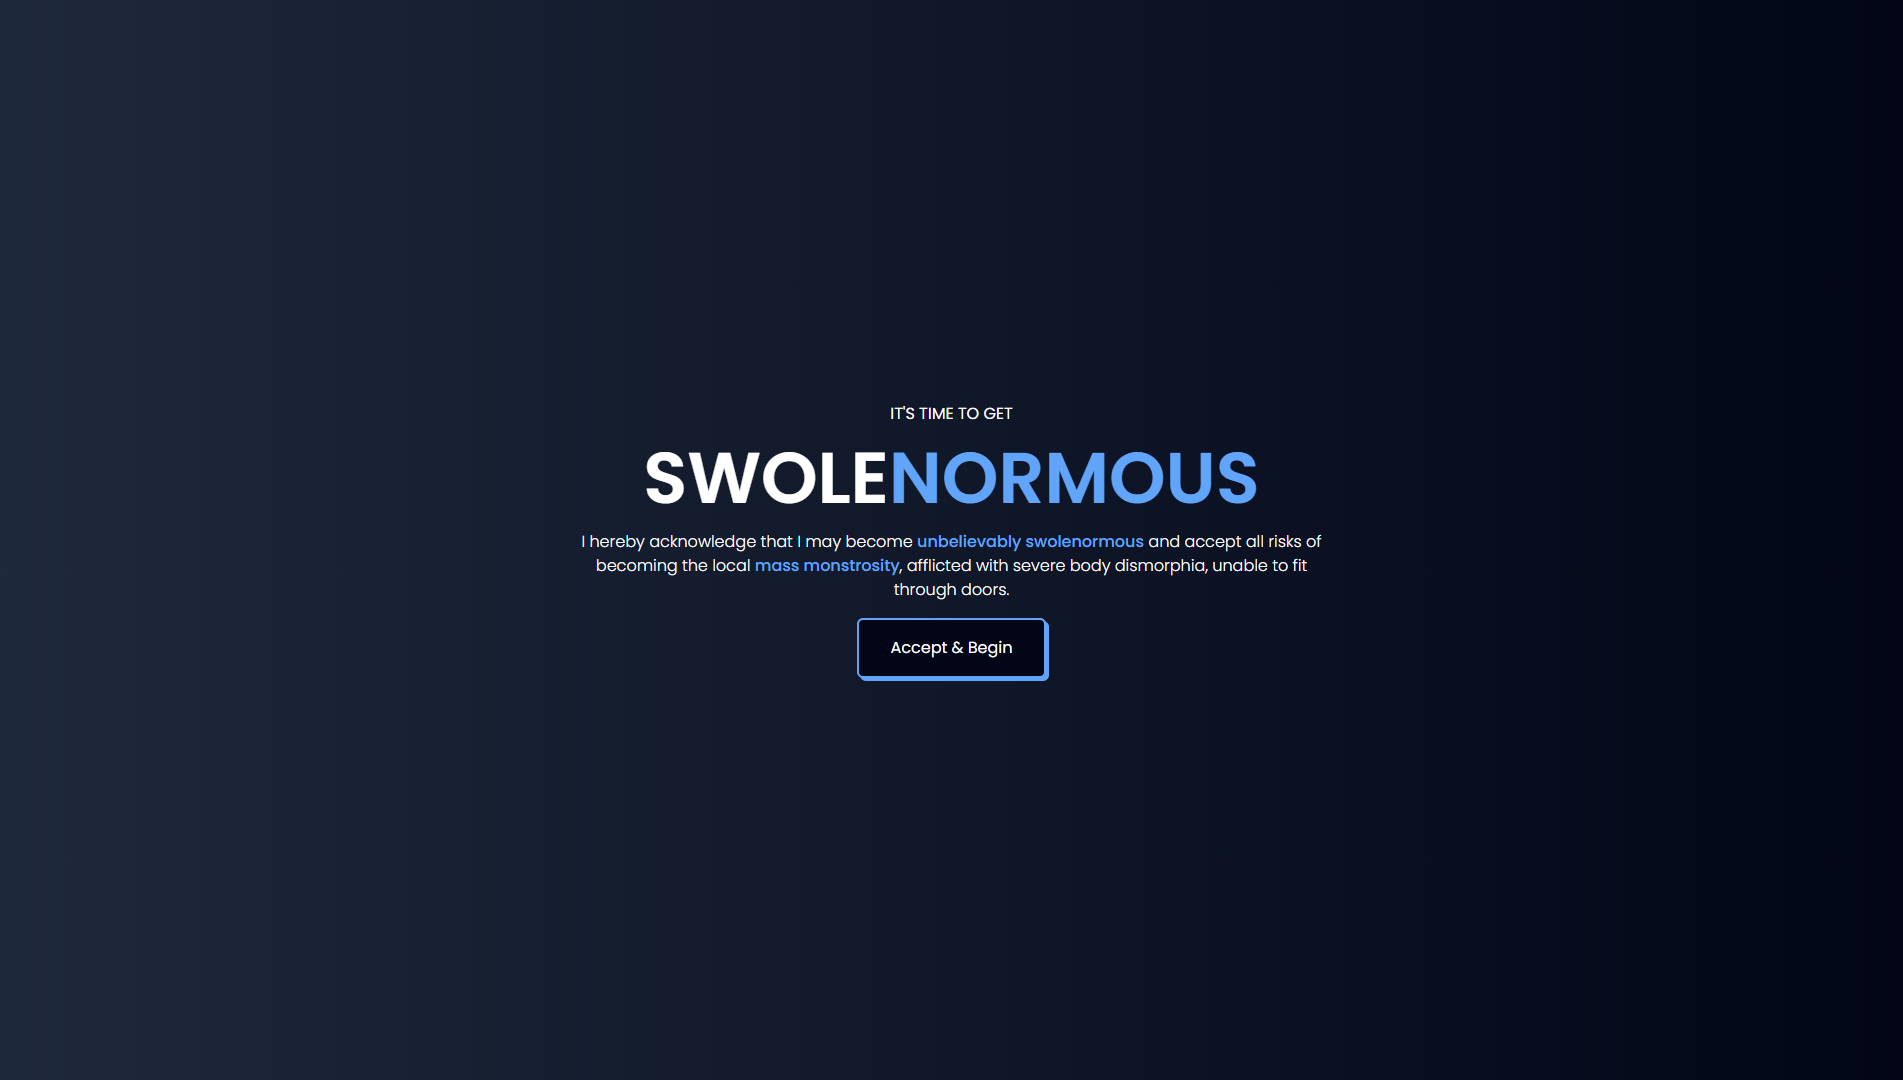 IT'S TIME TO GET
SWOLENORMOUS
I hereby acknowledge that I may become unbelievably swolenormous and accept all risks of
becoming the local mass monstrosity, afflicted with severe body dismorphia, unable to fit
through doors.
Accept & Begin